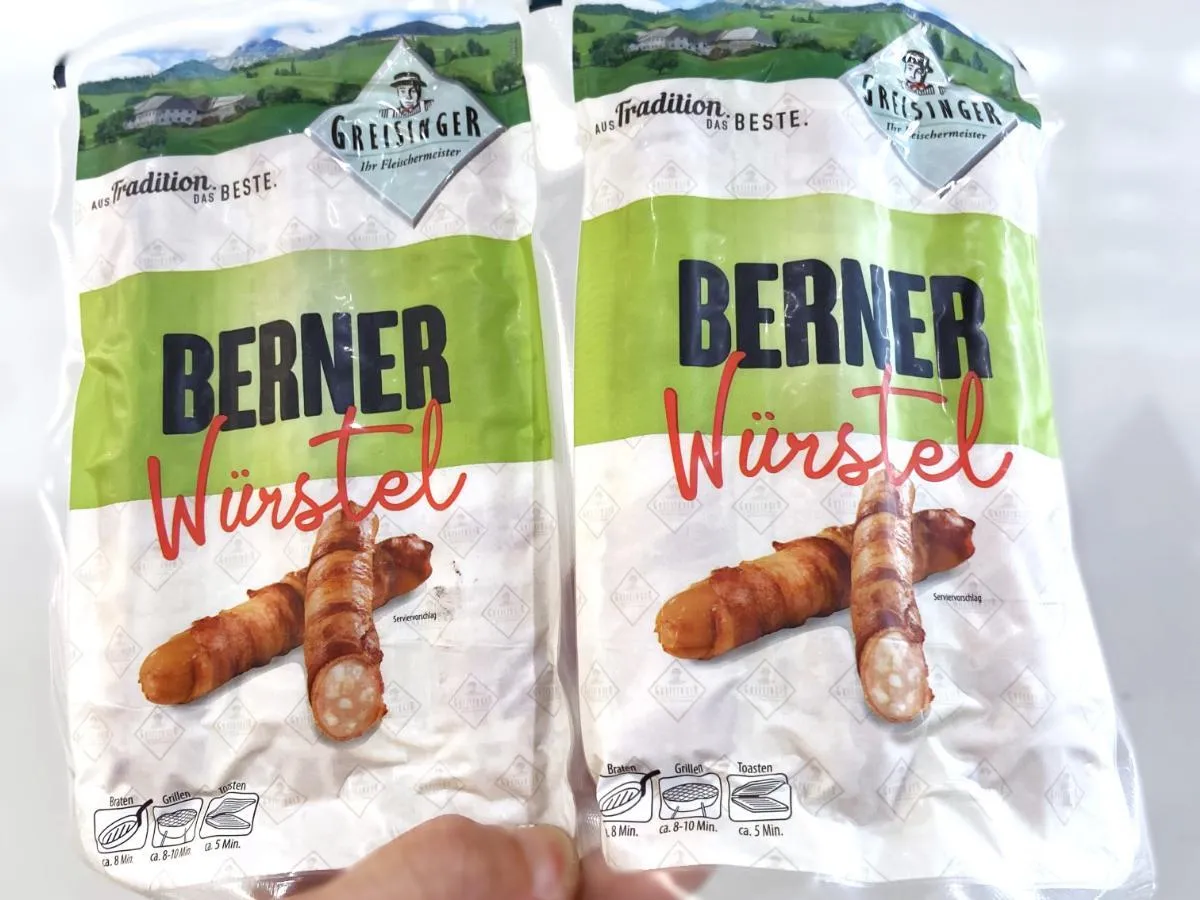 GREISINGER
Ihr Fleischermeister
AUS Tradition.
DAS BESTE.
BERNER
Würstel
Serviervorschlag
Braten
Grillen
Toasten
ca. 8 Min.
ca. 8-10 Min.
ca. 5 Min.
GREISINGER
Ihr Fleischermeister
AUS Tradition.
DAS BESTE.
BERNER
Würstel
Serviervorschlag
Braten
Grillen
Toasten
8 Min.
ca. 8-10 Min.
ca. 5 Min.